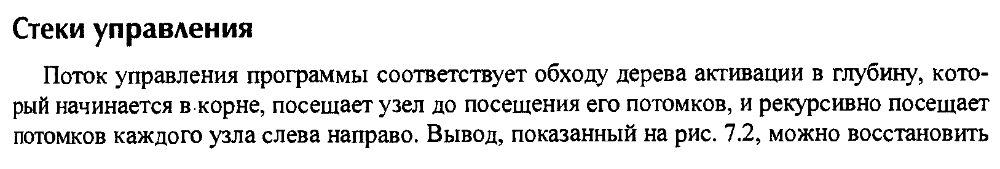 Стеки управления
Поток управления программы соответствует обходу дерева активации в глубину, кото-
рый начинается в корне, посещает узел до посещения его потомков, и рекурсивно посещает
потомков каждого узла слева направо. Вывод, показанный на рис. 7.2, можно восстановить